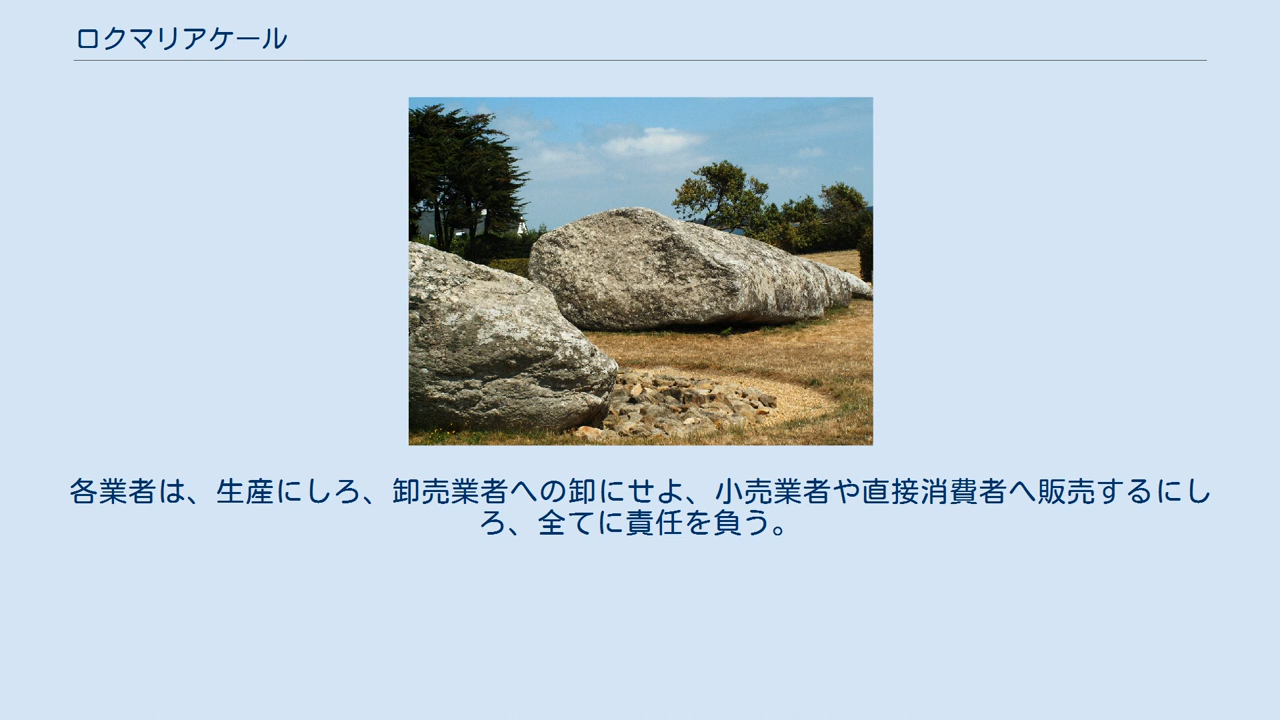 ロクマリアケール
各業者は、生産にしろ、卸売業者への卸にせよ、小売業者や直接消費者へ販売するにし
ろ、全てに責任を負う。